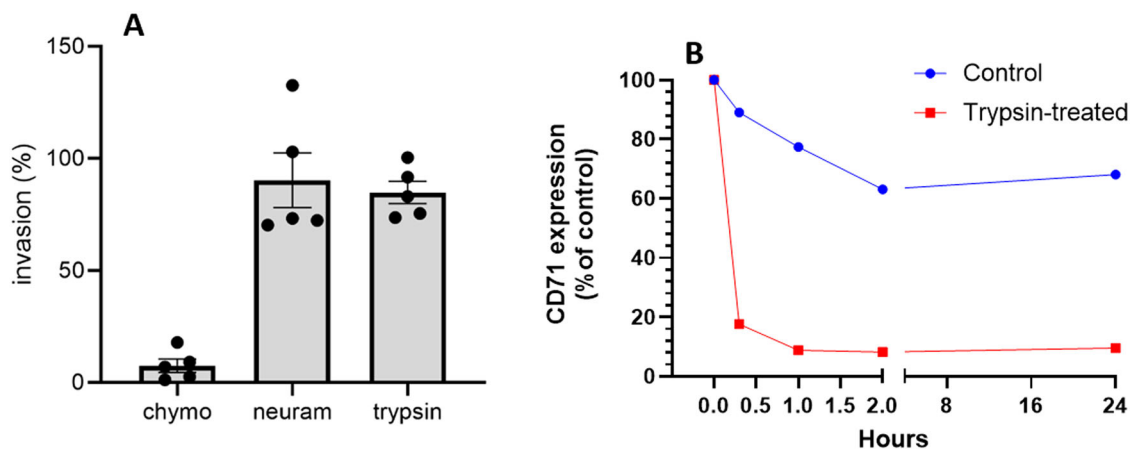 A
150
100
50
0
invasion (%)
chymo neuram trypsin
B
Control
Trypsin-treated
100
80
60
40
20
0
CD71 expression
(% of control)
0.0 0.5 1.0 1.5 2.0 8 16 24
Hours